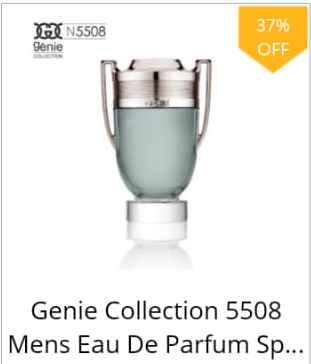 N5508
genie
COLLECTION
37%
OFF
Genie Collection 5508
Mens Eau De Parfum Sp...